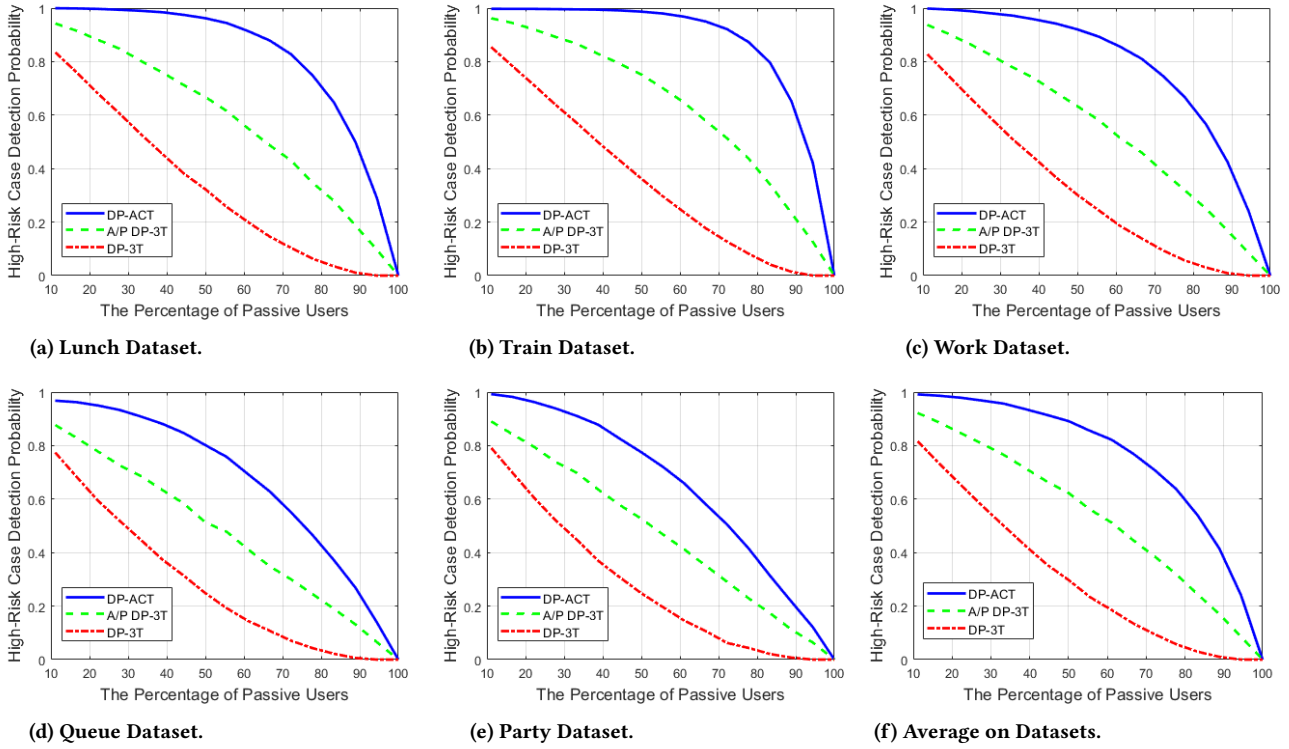 High-Risk Case Detection Probability
1
0.8
0.6
0.4
0.2
0
DP-ACT
A/P DP-3T
DP-3T
10 20 30 40 50 60 70 80 90 100
The Percentage of Passive Users
(a) Lunch Dataset.
High-Risk Case Detection Probability
1
0.8
0.6
0.4
0.2
0
DP-ACT
A/P DP-3T
DP-3T
10 20 30 40 50 60 70 80 90 100
The Percentage of Passive Users
(b) Train Dataset.
High-Risk Case Detection Probability
1
0.8
0.6
0.4
0.2
0
DP-ACT
A/P DP-3T
DP-3T
10 20 30 40 50 60 70 80 90 100
The Percentage of Passive Users
(c) Work Dataset.
High-Risk Case Detection Probability
1
0.8
0.6
0.4
0.2
0
DP-ACT
A/P DP-3T
DP-3T
10 20 30 40 50 60 70 80 90 100
The Percentage of Passive Users
(d) Queue Dataset.
High-Risk Case Detection Probability
1
0.8
0.6
0.4
0.2
0
DP-ACT
A/P DP-3T
DP-3T
10 20 30 40 50 60 70 80 90 100
The Percentage of Passive Users
(e) Party Dataset.
High-Risk Case Detection Probability
1
0.8
0.6
0.4
0.2
0
DP-ACT
A/P DP-3T
DP-3T
10 20 30 40 50 60 70 80 90 100
The Percentage of Passive Users
(f) Average on Datasets.